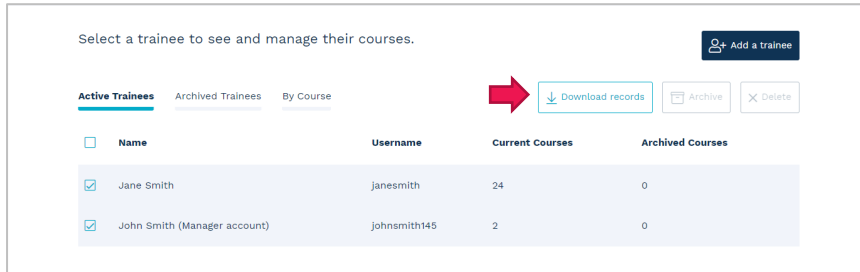 Select a trainee to see and manage their courses.
Add a trainee
Active Trainees Archived Trainees By Course
Download records Archive Delete
Name Username Current Courses Archived Courses
Jane Smith janesmith 24 0
John Smith (Manager account) johnsmith145 2 0